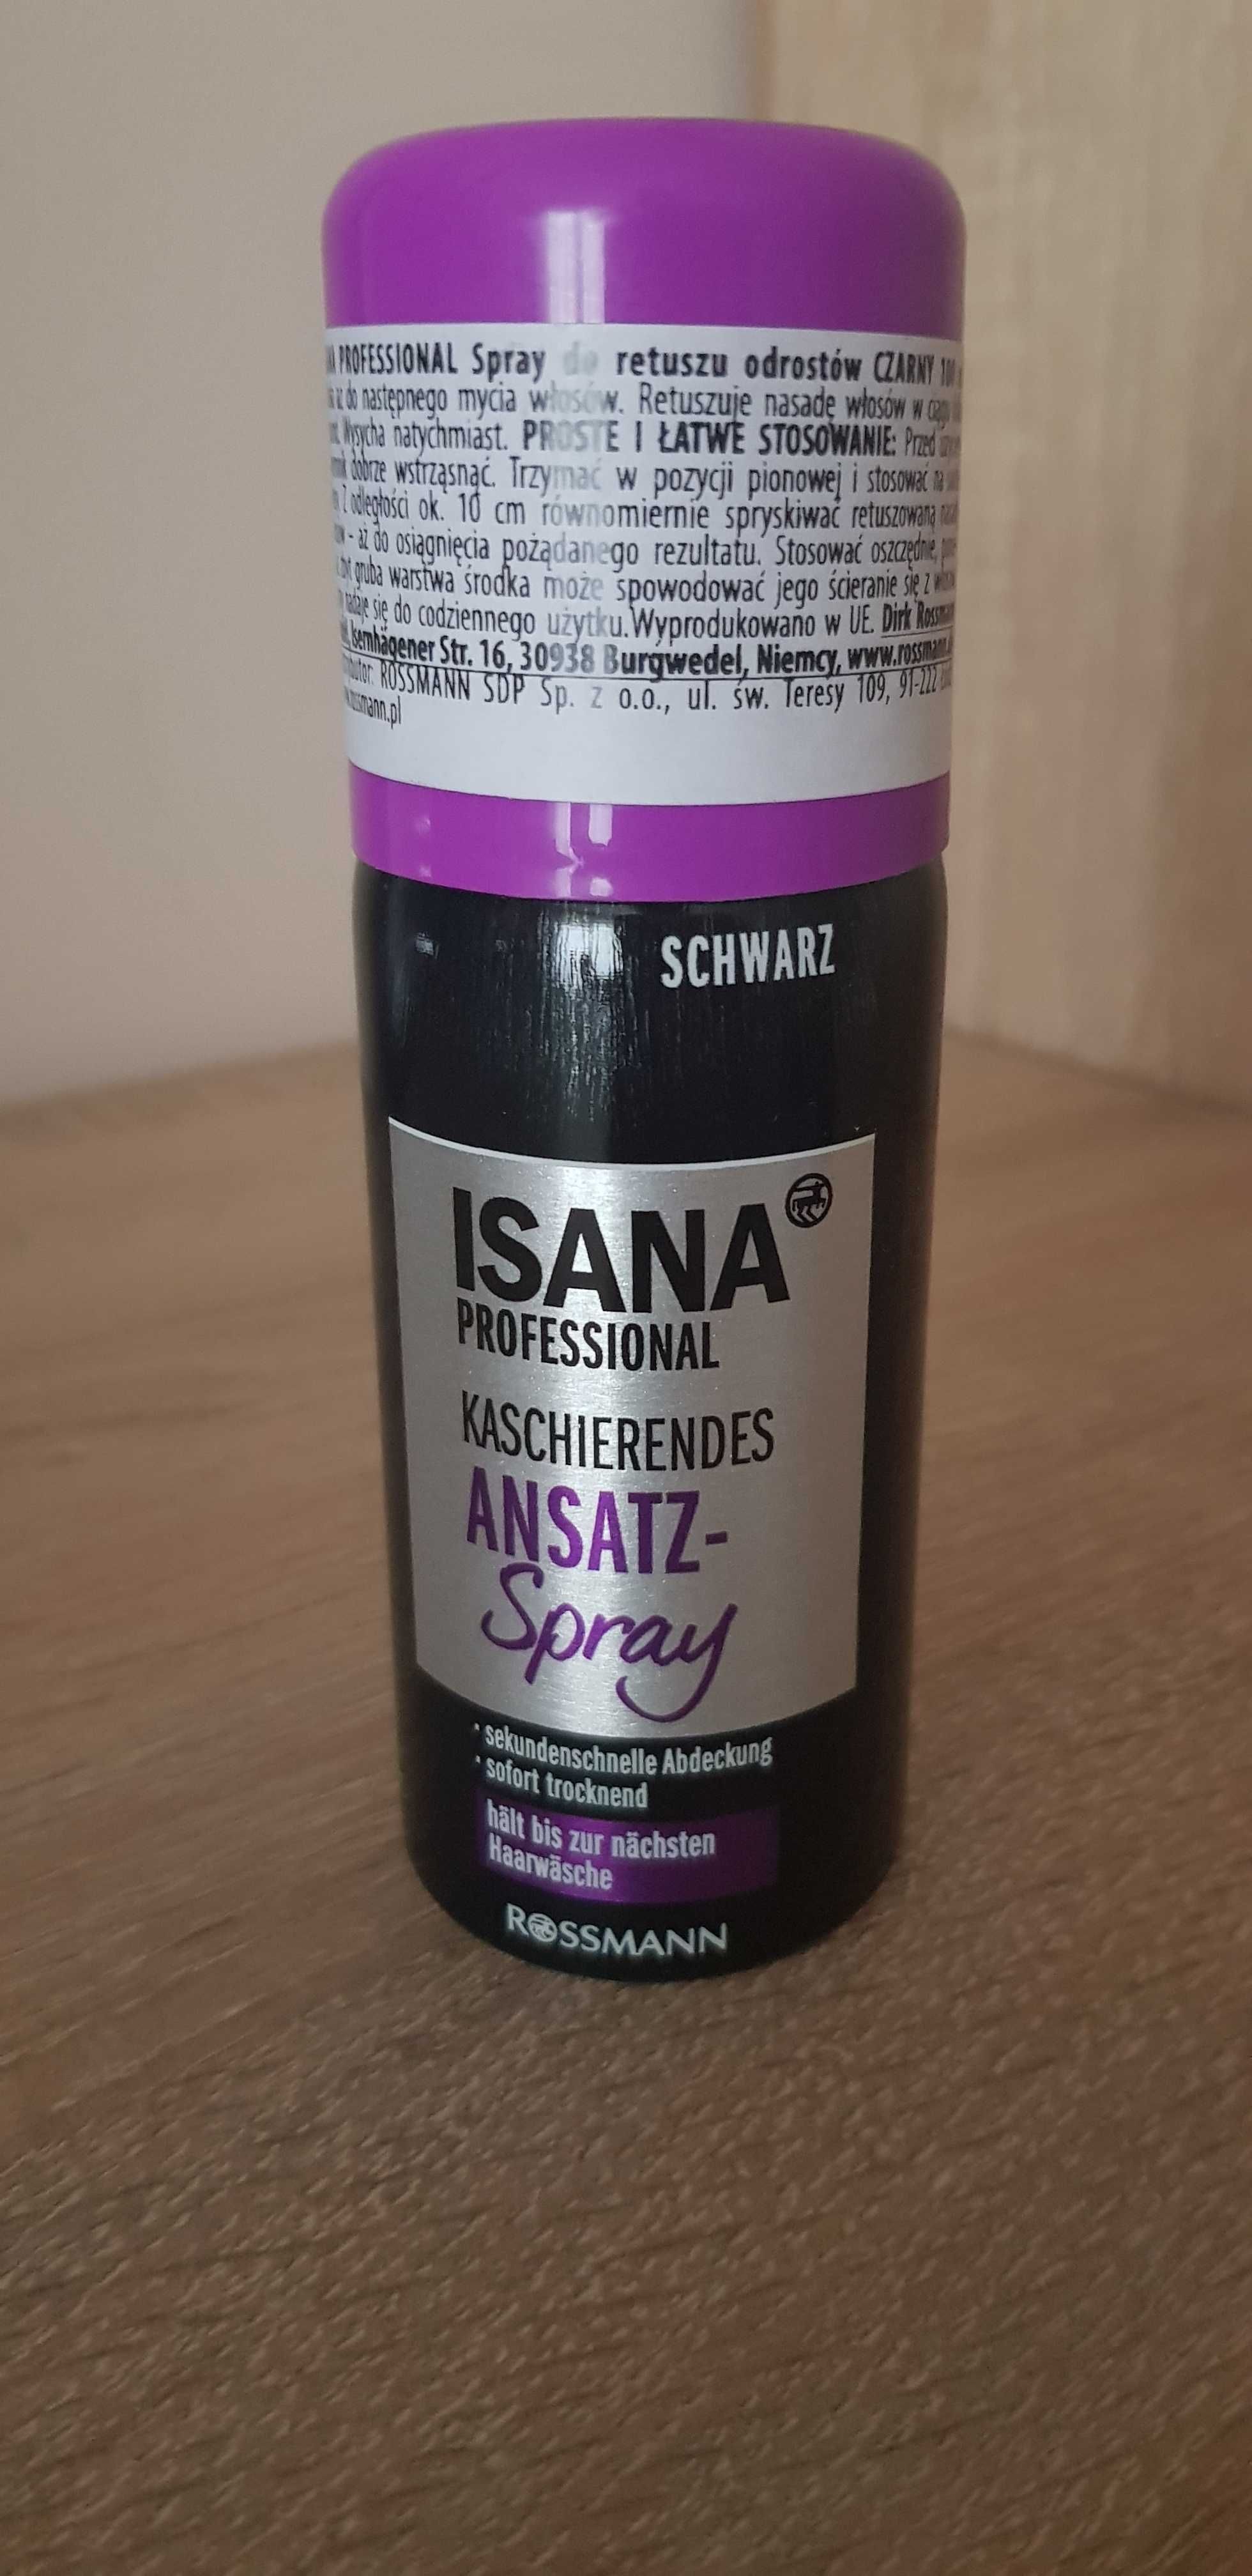 PROFESSIONAL Spray do retuszu odrostów CZARNY
do następnego mycia włosów. Retuszuje nasadę włosów w
Wysycha natychmiast. PROSTE I ŁATWE STOSOWANIE: Przed
dobrze wstrząsnąć. Trzymać w pozycji pionowej i stosować na
Z odległości ok. 10 cm równomiernie spryskiwać retuszowaną
- aż do osiągnięcia pożądanego rezultatu. Stosować oszczędnie,
gruba warstwa środka może spowodować jego ścieranie się z
się do codziennego użytku.Wyprodukowano w UE. Dirk
Isernhägener Str. 16, 30938 Burgwedel, Niemcy, www.rossmann.
ROSSMANN SDP Sp. z o.o., ul. św. Teresy 109, 91-222
SCHWARZ
ISANA
PROFESSIONAL
KASCHIERENDES
ANSATZ-
Spray
· sekundenschnelle Abdeckung
· sofort trocknend
hält bis zur nächsten
Haarwäsche
ROSSMANN